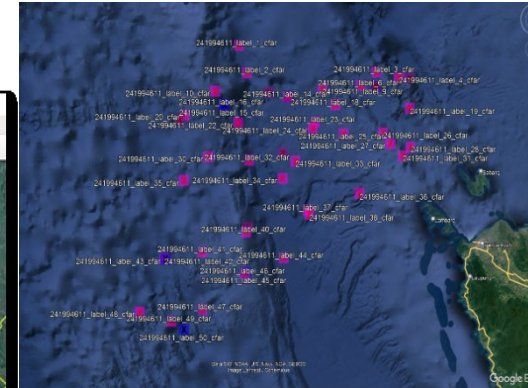 241994611_label_1_cfar
241994611_label_2_cfar
241994611_label_3_cfar
241994611_label_4_cfar
241994611_label_6_cfar
241994611_label_9_cfar
241994611_label_10_cfar
241994611_label_14_cfar
241994611_label_16_cfar
241994611_label_18_cfar
241994611_label_15_cfar
241994611_label_19_cfar
241994611_label_20_cfar
241994611_label_22_cfar
241994611_label_23_cfar
241994611_label_24_cfar
241994611_label_25_cfar
241994611_label_26_cfar
241994611_label_27_cfar
241994611_label_28_cfar
241994611_label_31_cfar
241994611_label_30_cfar
241994611_label_32_cfar
241994611_label_33_cfar
241994611_label_35_cfar
241994611_label_34_cfar
241994611_label_36_cfar
241994611_label_37_cfar
241994611_label_38_cfar
241994611_label_40_cfar
241994611_label_41_cfar
241994611_label_43_cfar
241994611_label_42_cfar
241994611_label_44_cfar
241994611_label_46_cfar
241994611_label_45_cfar
241994611_label_47_cfar
241994611_label_48_cfar
241994611_label_49_cfar
241994611_label_50_cfar
Google